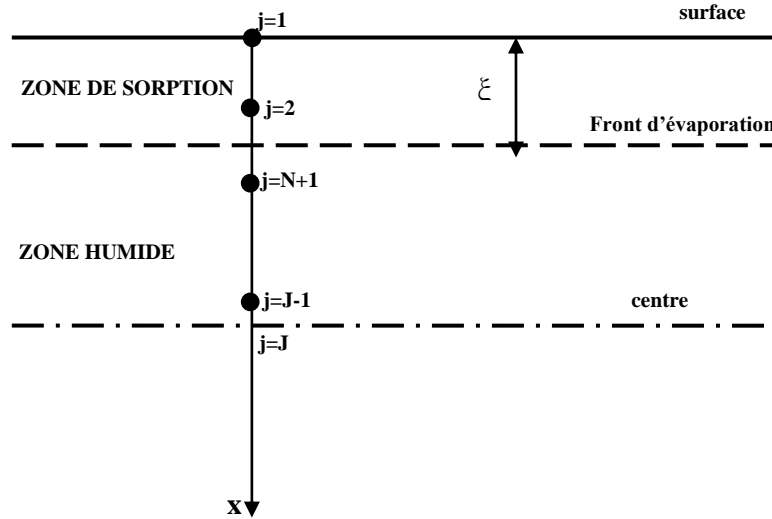 surface
j=1
ZONE DE SORPTION
ξ
j=2
Front d'évaporation
j=N+1
ZONE HUMIDE
j=J-1
centre
j=J
x